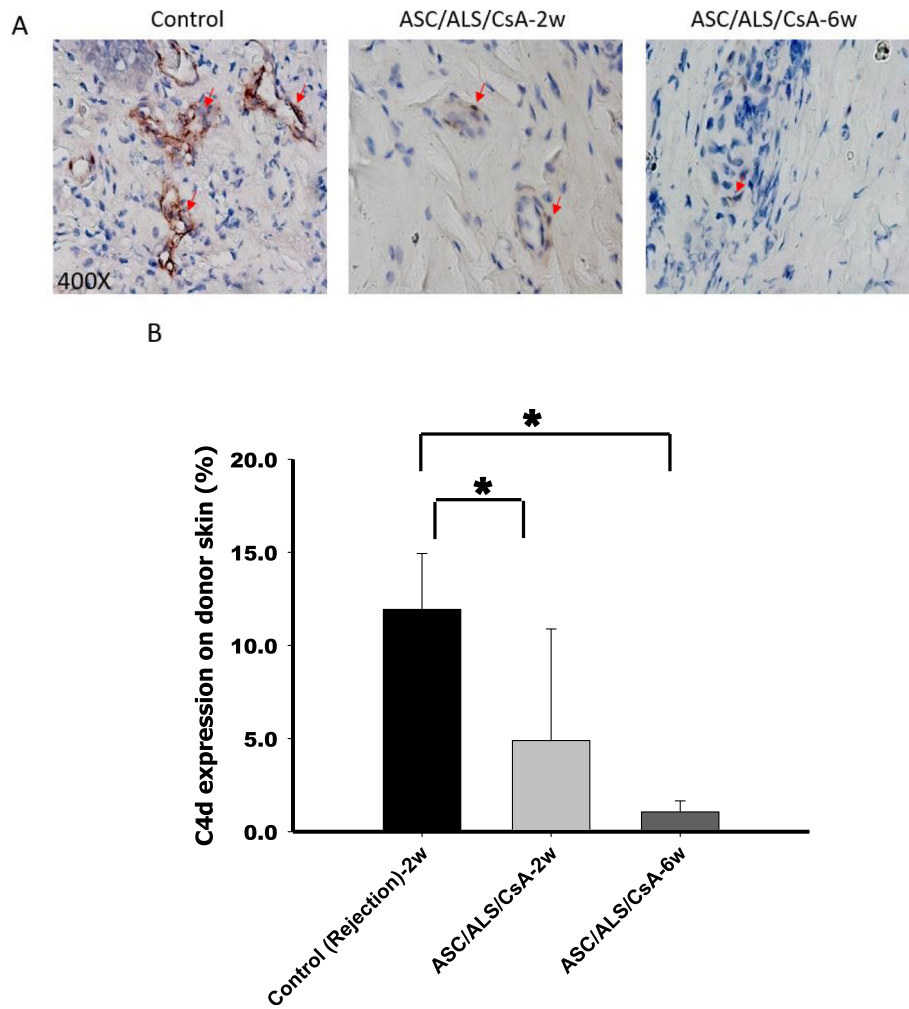 A
Control
ASC/ALS/CsA-2w
ASC/ALS/CsA-6w
400X
B
*
*
C4d expression on donor skin (%)
20.0
15.0
10.0
5.0
0.0
Control (Rejection)-2w
ASC/ALS/CsA-2w
ASC/ALS/CsA-6w